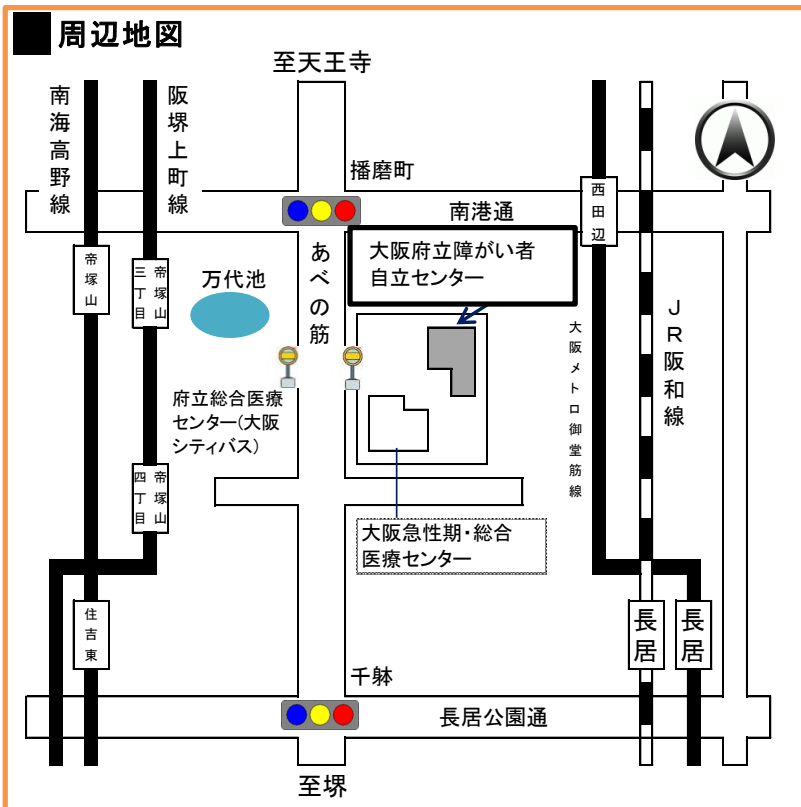 周辺地図
至天王寺
南海高野線
阪堺上町線
播磨町
南港通
西田辺
大阪府立障がい者
自立センター
あべの筋
帝塚山
帝塚山
三丁目
万代池
JR阪和線
大阪メトロ御堂筋線
府立総合医療
センター(大阪
シティバス)
帝塚山
四丁目
大阪急性期・総合
医療センター
住吉東
長居
長居
千躰
長居公園通
至堺